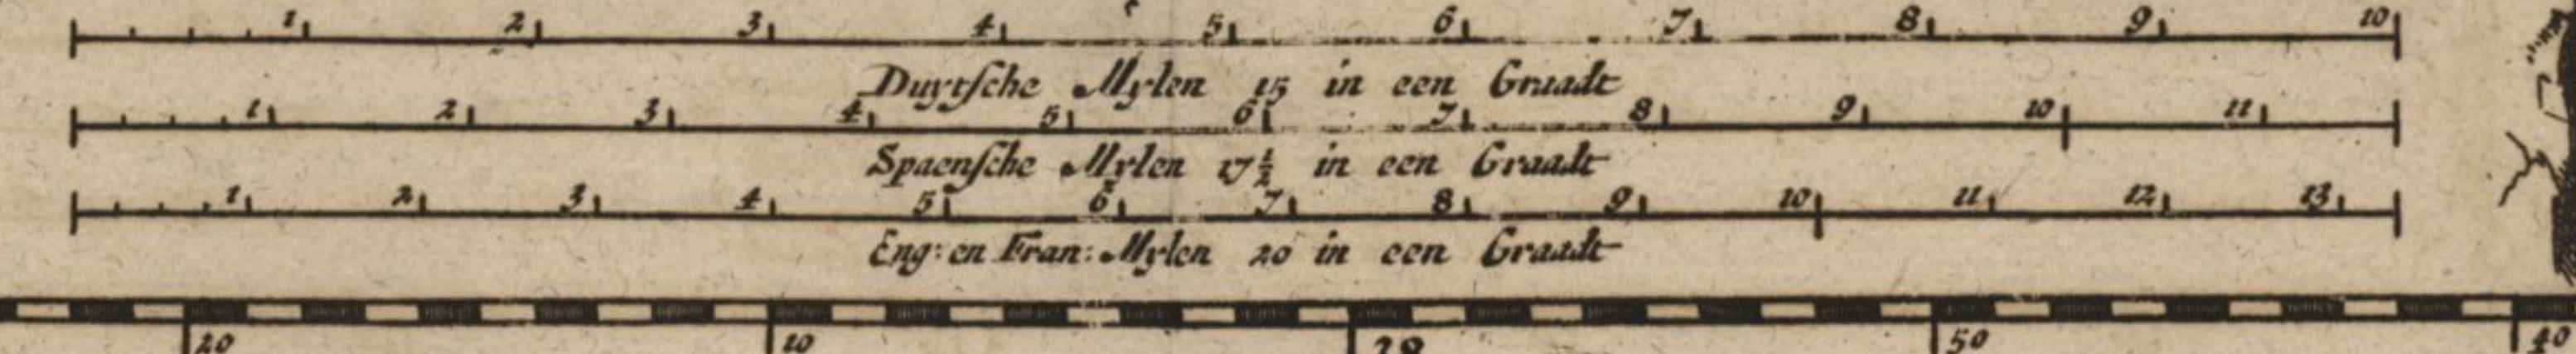 1 2 3 4 5 6 7 8 9 10
Duytſche Mylen 15 in een Graadt
1 2 3 4 5 6 7 8 9 10 11
Spaenſche Mylen 17½ in een Graadt
1 2 3 4 5 6 7 8 9 10 11 12 13
Eng: en Fran: Mylen 20 in een Graadt
20 10 28 50 40